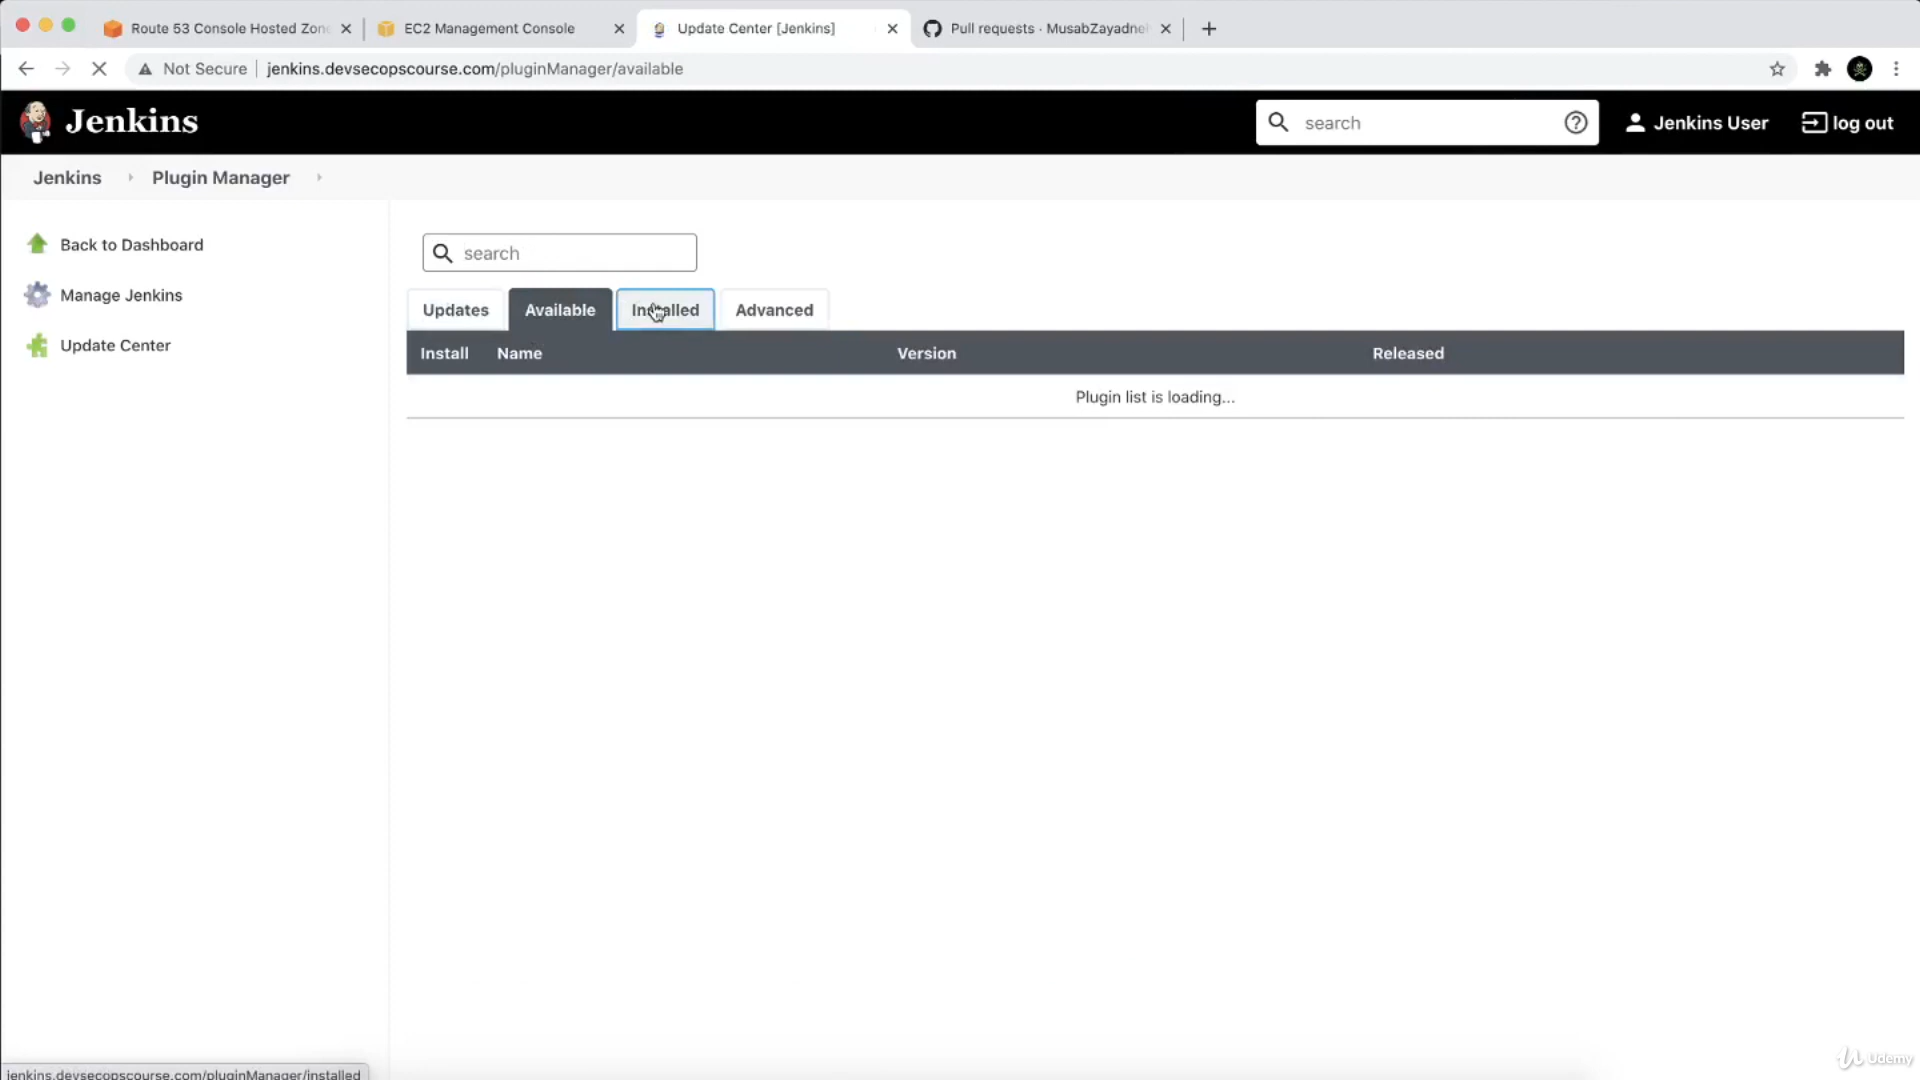 Route 53 Console Hosted Zone
EC2 Management Console
Update Center [Jenkins]
Pull requests · MusabZayadneh
Not Secure
jenkins.devsecopscourse.com/pluginManager/available
Jenkins
search
Jenkins User
log out
Jenkins
Plugin Manager
Back to Dashboard
Manage Jenkins
Update Center
search
Updates
Available
Installed
Advanced
Install
Name
Version
Released
Plugin list is loading...
jenkins.devsecopscourse.com/pluginManager/installed
Udemy